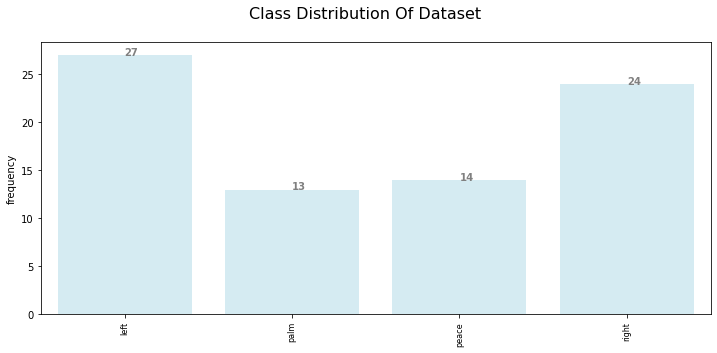 Class Distribution Of Dataset
27
24
25
20
15
14
13
10
5
0
frequency
left
palm
peace
right